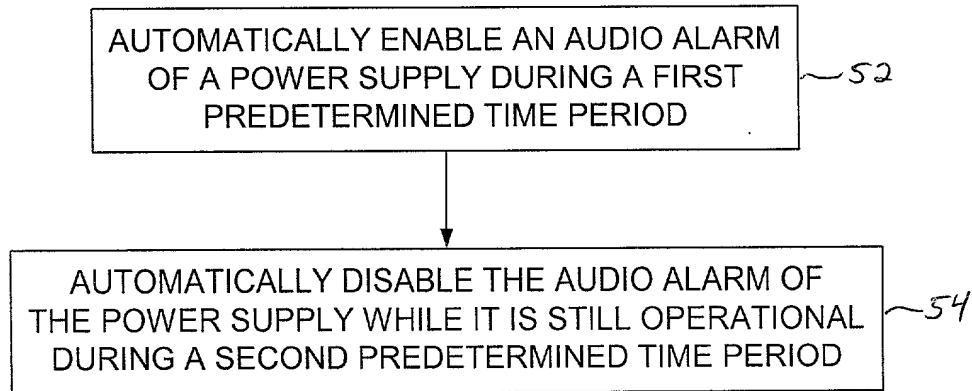 AUTOMATICALLY ENABLE AN AUDIO ALARM
OF A POWER SUPPLY DURING A FIRST
PREDETERMINED TIME PERIOD
52
AUTOMATICALLY DISABLE THE AUDIO ALARM OF
THE POWER SUPPLY WHILE IT IS STILL OPERATIONAL
DURING A SECOND PREDETERMINED TIME PERIOD
54